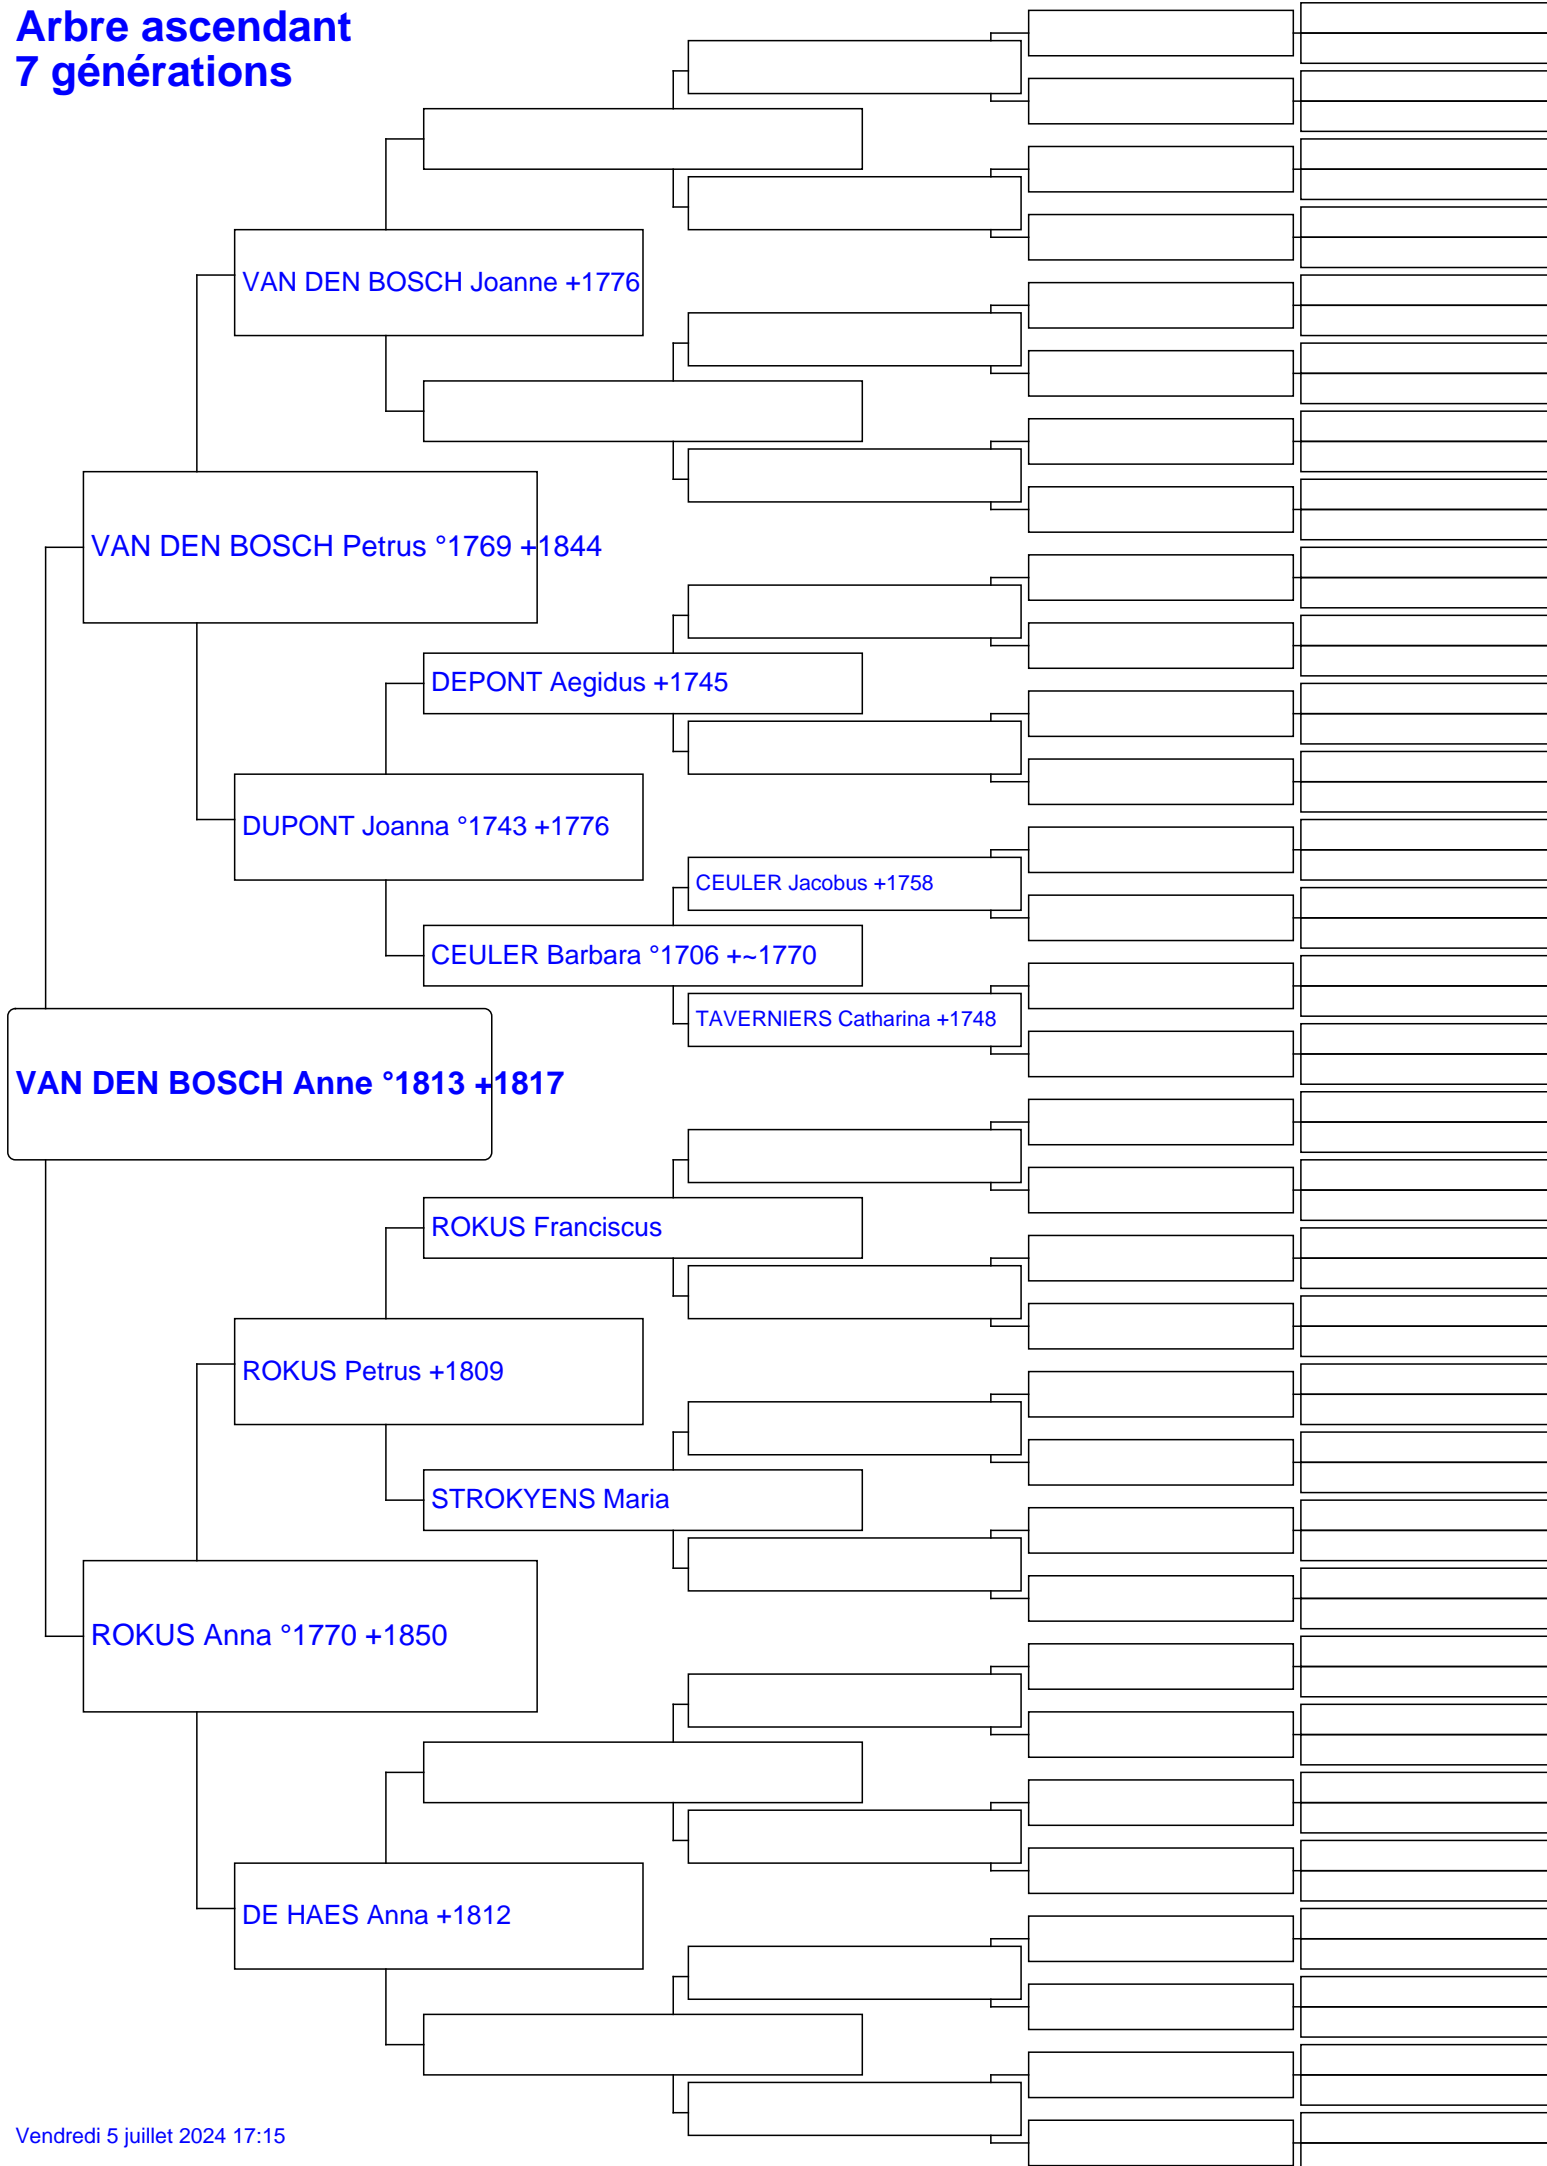 Arbre ascendant
7 générations
VAN DEN BOSCH Joanne +1776
VAN DEN BOSCH Petrus °1769 +1844
DEPONT Aegidus +1745
DUPONT Joanna °1743 +1776
CEULER Jacobus +1758
CEULER Barbara °1706 +~1770
TAVERNIERS Catharina +1748
VAN DEN BOSCH Anne °1813 +1817
ROKUS Franciscus
ROKUS Petrus +1809
STROKYENS Maria
ROKUS Anna °1770 +1850
DE HAES Anna +1812
Vendredi 5 juillet 2024 17:15